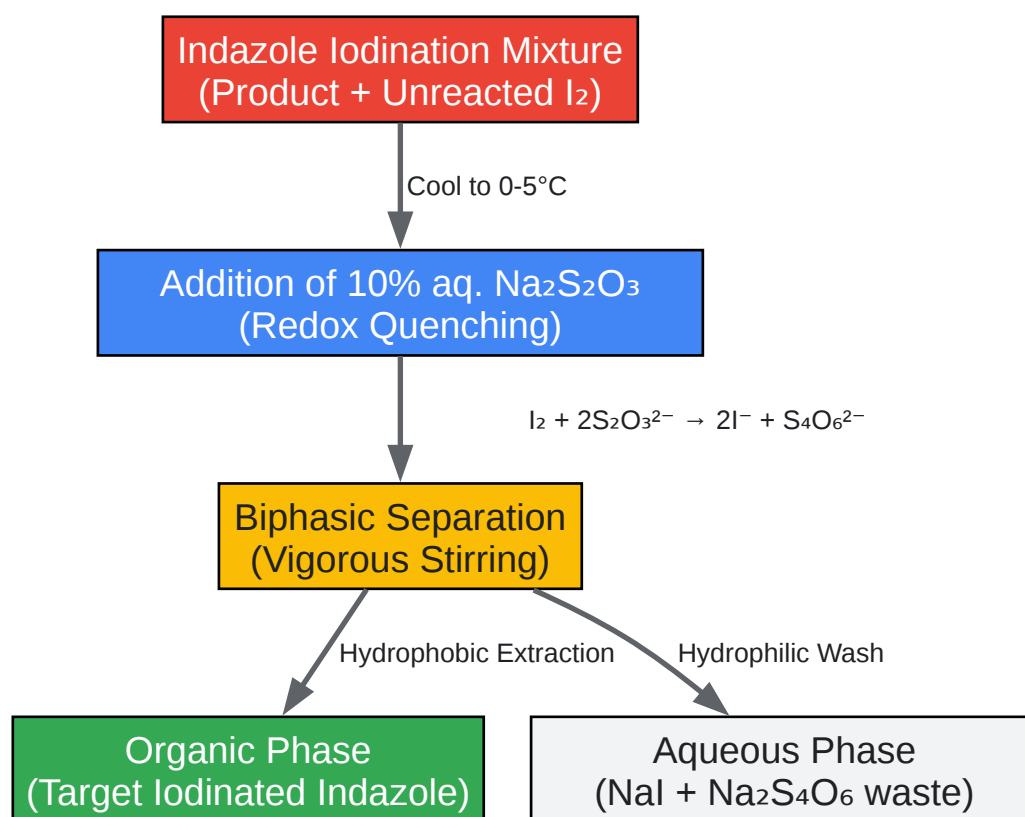 Indazole Iodination Mixture
(Product + Unreacted I₂)
Cool to 0-5°C
Addition of 10% aq. Na₂S₂O₃
(Redox Quenching)
I₂ + 2S₂O₃²⁻ → 2I⁻ + S₄O₆²⁻
Biphasic Separation
(Vigorous Stirring)
Hydrophobic Extraction
Hydrophilic Wash
Organic Phase
(Target Iodinated Indazole)
Aqueous Phase
(NaI + Na₂S₄O₆ waste)